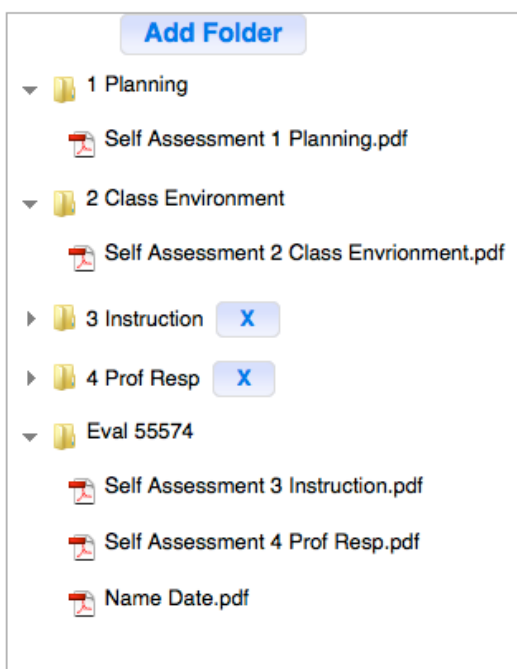 Add Folder
1 Planning
Self Assessment 1 Planning.pdf
2 Class Environment
Self Assessment 2 Class Envrionment.pdf
3 Instruction X
4 Prof Resp X
Eval 55574
Self Assessment 3 Instruction.pdf
Self Assessment 4 Prof Resp.pdf
Name Date.pdf